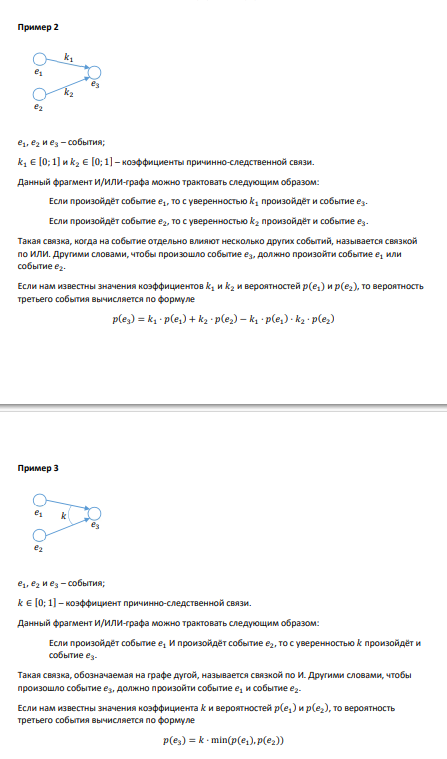 Пример 2
k₁
e₁
e₃
k₂
e₂
e₁, e₂ и e₃ – события;
k₁ ∈ [0; 1] и k₂ ∈ [0; 1] – коэффициенты причинно-следственной связи.
Данный фрагмент И/ИЛИ-графа можно трактовать следующим образом:
Если произойдёт событие e₁, то с уверенностью k₁ произойдёт и событие e₃.
Если произойдёт событие e₂, то с уверенностью k₂ произойдёт и событие e₃.
Такая связка, когда на событие отдельно влияют несколько других событий, называется связкой
по ИЛИ. Другими словами, чтобы произошло событие e₃, должно произойти событие e₁ или
событие e₂.
Если нам известны значения коэффициентов k₁ и k₂ и вероятностей p(e₁) и p(e₂), то вероятность
третьего события вычисляется по формуле
p(e₃) = k₁ · p(e₁) + k₂ · p(e₂) − k₁ · p(e₁) · k₂ · p(e₂)
Пример 3
e₁
k
e₃
e₂
e₁, e₂ и e₃ – события;
k ∈ [0; 1] – коэффициент причинно-следственной связи.
Данный фрагмент И/ИЛИ-графа можно трактовать следующим образом:
Если произойдёт событие e₁ И произойдёт событие e₂, то с уверенностью k произойдёт и
событие e₃.
Такая связка, обозначаемая на графе дугой, называется связкой по И. Другими словами, чтобы
произошло событие e₃, должно произойти событие e₁ и событие e₂.
Если нам известны значения коэффициента k и вероятностей p(e₁) и p(e₂), то вероятность
третьего события вычисляется по формуле
p(e₃) = k · min(p(e₁), p(e₂))